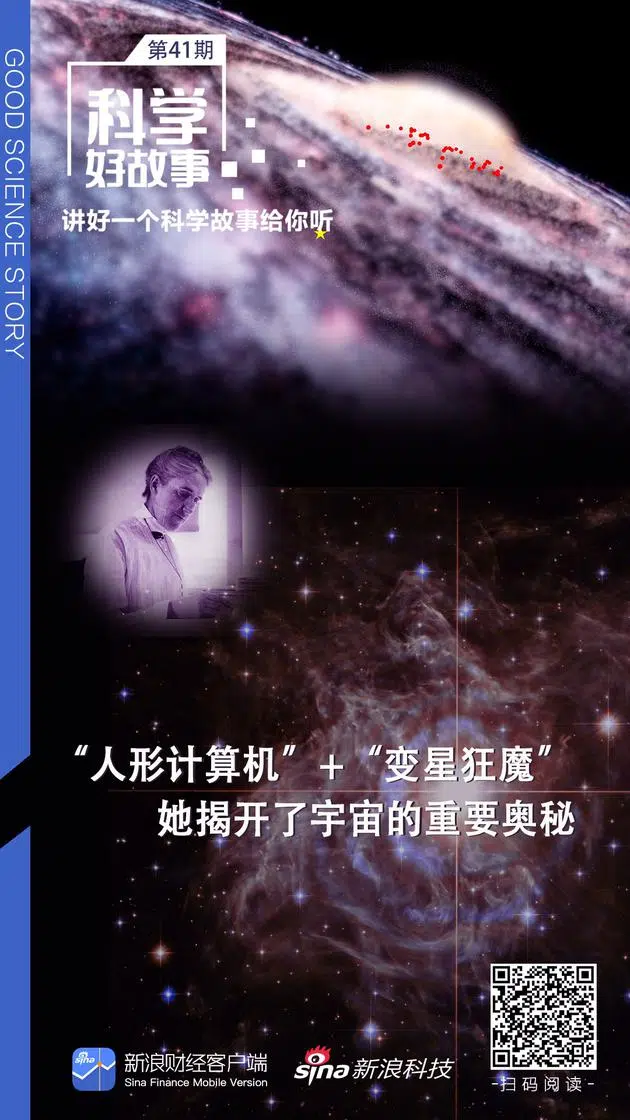 第41期
科学
好故事
讲好一个科学故事给你听
GOOD SCIENCE STORY
“人形计算机”+“变星狂魔”
她揭开了宇宙的重要奥秘
sina
新浪财经客户端
Sina Finance Mobile Version
sina新浪科技
-扫码阅读-